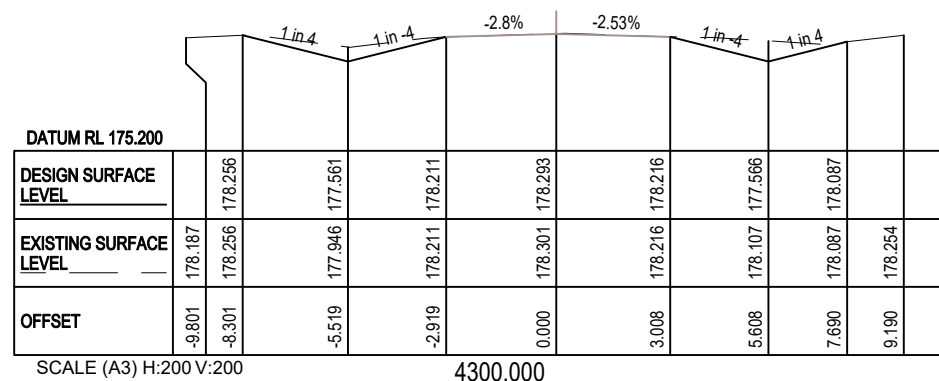 1 in 4 1 in -4 -2.8% -2.53% 1 in -4 1 in 4
DATUM RL 175.200
DESIGN SURFACE LEVEL 178.256 177.561 178.211 178.293 178.216 177.566 178.087
EXISTING SURFACE LEVEL 178.187 178.256 177.946 178.211 178.301 178.216 178.107 178.087 178.254
OFFSET -9.801 -8.301 -5.519 -2.919 0.000 3.008 5.608 7.690 9.190
SCALE (A3) H:200 V:200 4300.000